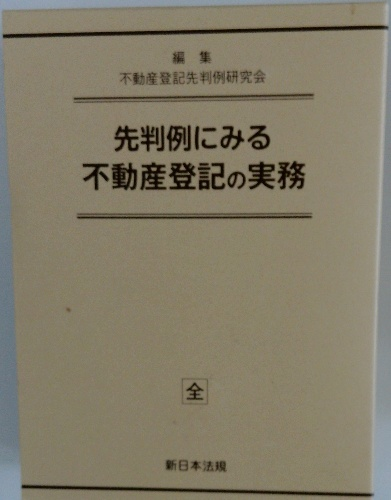 編集
不動産登記先判例研究会
先判例にみる
不動産登記の実務
全
新日本法規